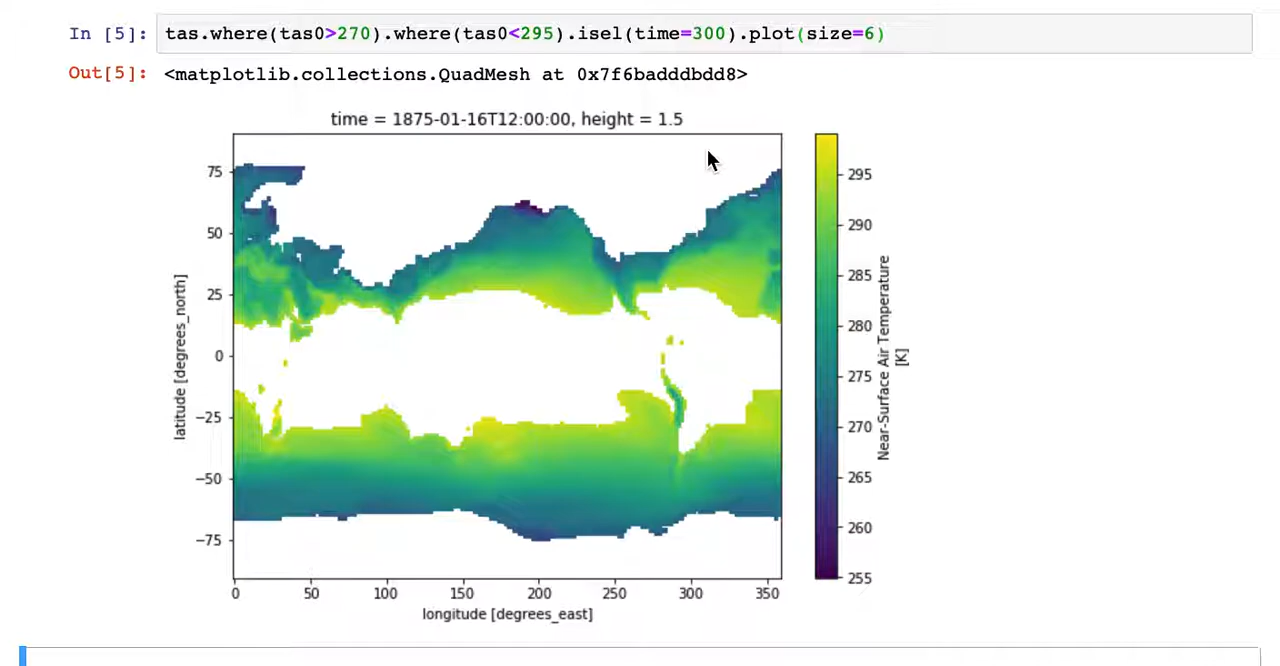 In [5]: tas.where(tas0>270).where(tas0<295).isel(time=300).plot(size=6)
Out[5]: <matplotlib.collections.QuadMesh at 0x7f6badddbdd8>
time = 1875-01-16T12:00:00, height = 1.5
75
50
25
0
−25
−50
−75
latitude [degrees_north]
0 50 100 150 200 250 300 350
longitude [degrees_east]
295
290
285
280
275
270
265
260
255
Near-Surface Air Temperature
[K]